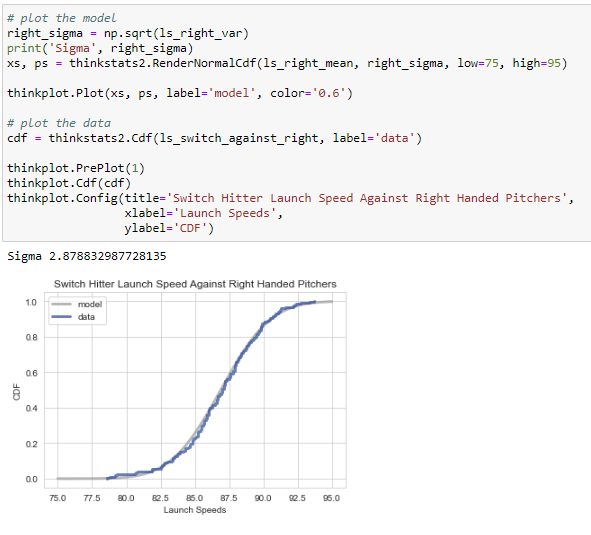 # plot the model
right_sigma = np.sqrt(ls_right_var)
print('Sigma', right_sigma)
xs, ps = thinkstats2.RenderNormalCdf(ls_right_mean, right_sigma, low=75, high=95)
thinkplot.Plot(xs, ps, label='model', color='0.6')
# plot the data
cdf = thinkstats2.Cdf(ls_switch_against_right, label='data')
thinkplot.PrePlot(1)
thinkplot.Cdf(cdf)
thinkplot.Config(title='Switch Hitter Launch Speed Against Right Handed Pitchers',
xlabel='Launch Speeds',
ylabel='CDF')
Sigma 2.878832987728135
Switch Hitter Launch Speed Against Right Handed Pitchers
model
data
1.0
0.8
0.6
0.4
0.2
0.0
CDF
75.0 77.5 80.0 82.5 85.0 87.5 90.0 92.5 95.0
Launch Speeds